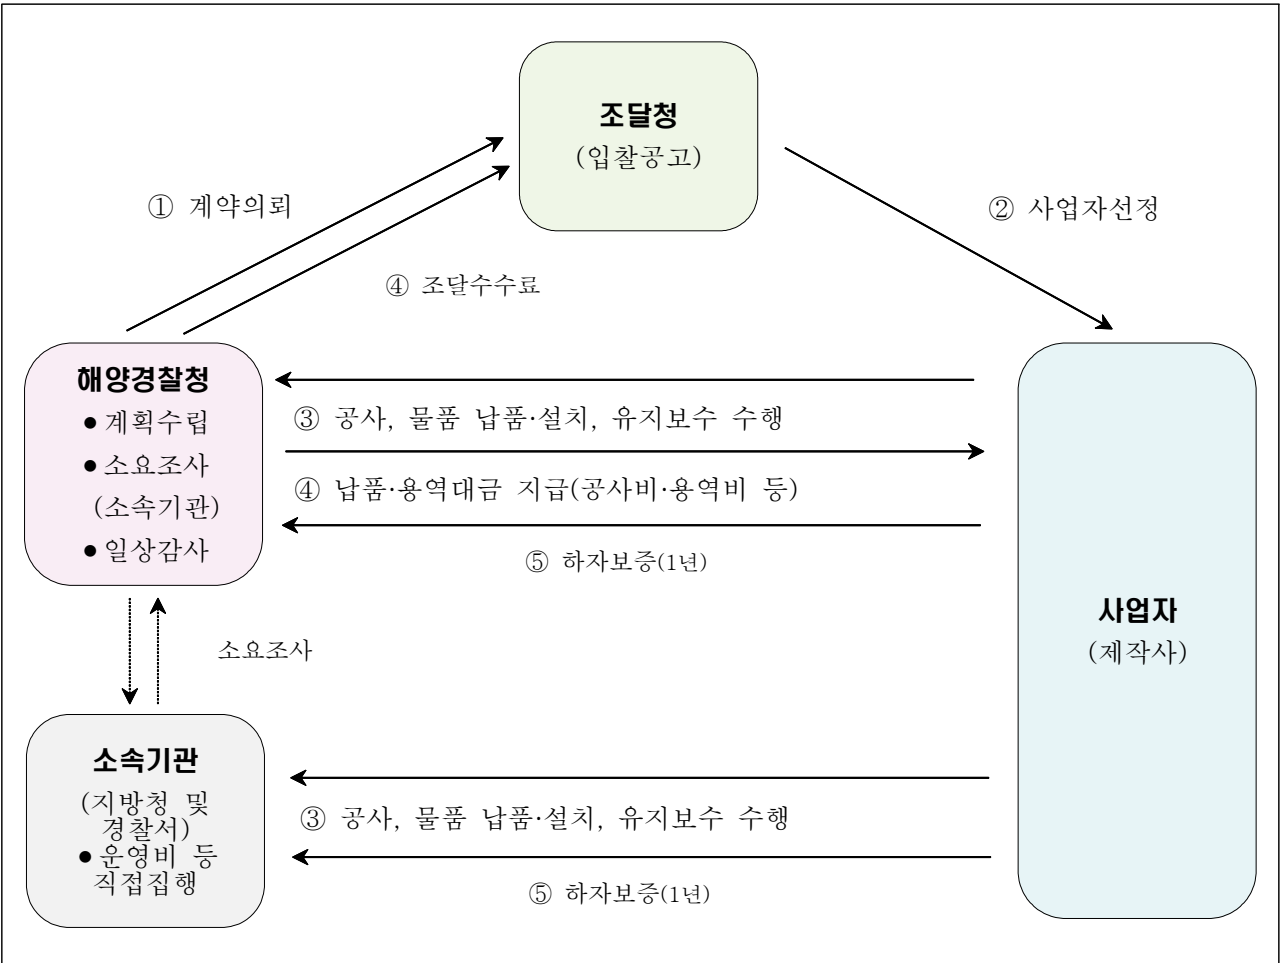 조달청
(입찰공고)
① 계약의뢰
② 사업자선정
④ 조달수수료
해양경찰청
● 계획수립
● 소요조사
(소속기관)
● 일상감사
③ 공사, 물품 납품·설치, 유지보수 수행
④ 납품·용역대금 지급(공사비·용역비 등)
⑤ 하자보증(1년)
사업자
(제작사)
소요조사
소속기관
(지방청 및
경찰서)
● 운영비 등
직접집행
③ 공사, 물품 납품·설치, 유지보수 수행
⑤ 하자보증(1년)